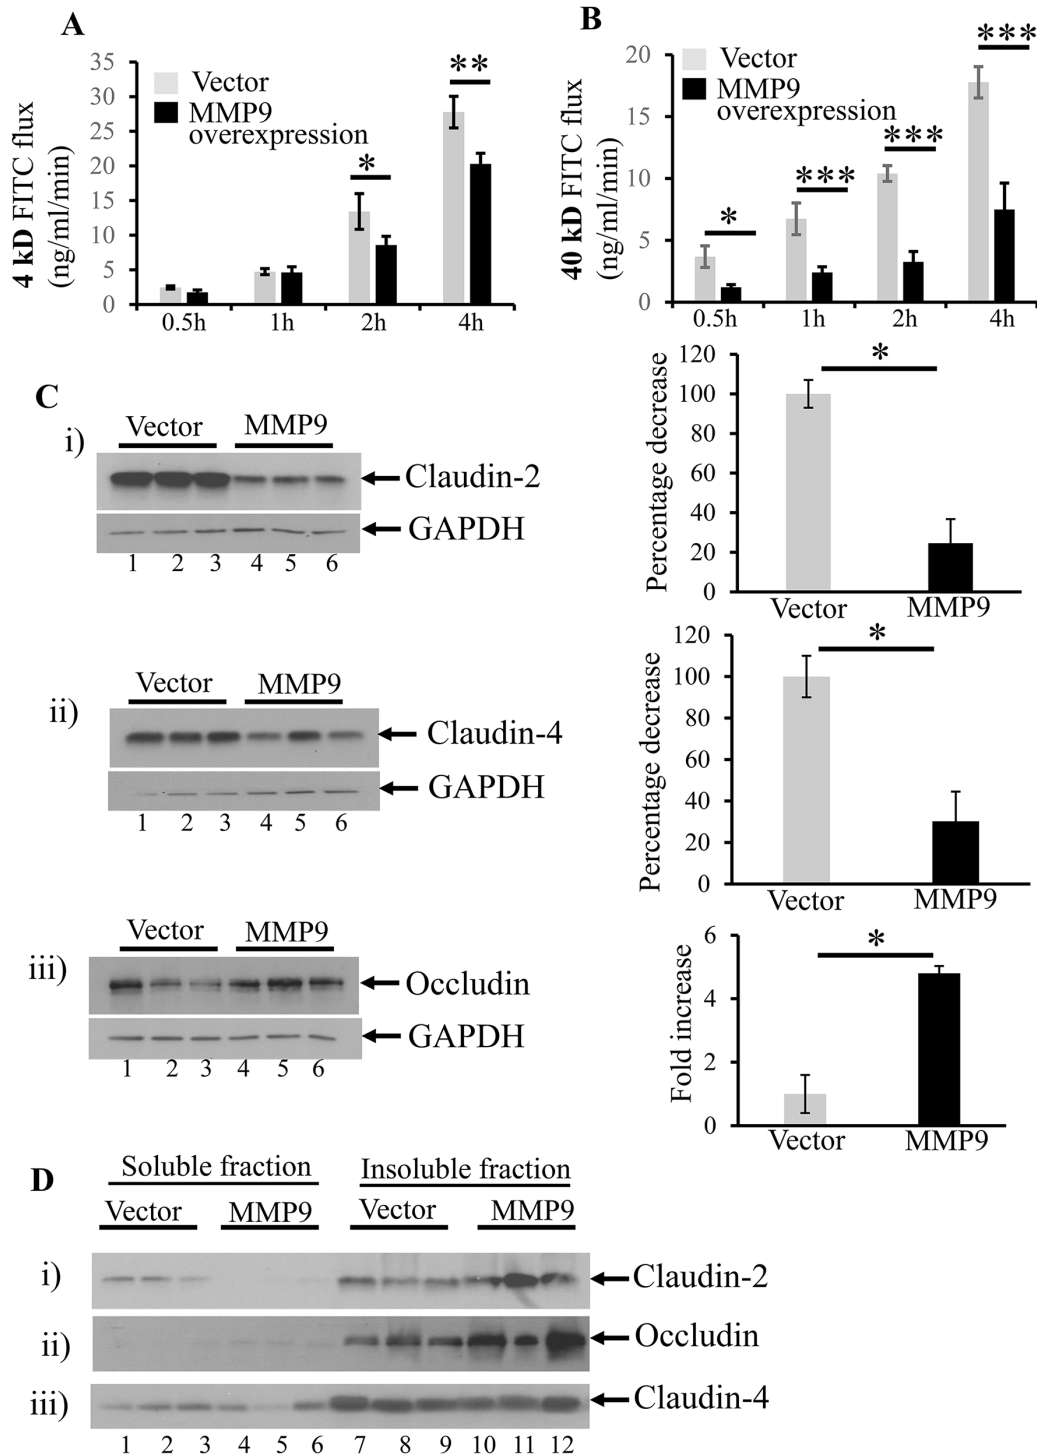 A
4 kD FITC flux
(ng/ml/min)
35
30
25
20
15
10
5
0
Vector
MMP9
overexpression
*
**
0.5h 1h 2h 4h
B
40 kD FITC flux
(ng/ml/min)
20
15
10
5
0
Vector
MMP9
overexpression
*
***
***
***
0.5h 1h 2h 4h
C
i)
Vector MMP9
Claudin-2
GAPDH
1 2 3 4 5 6
Percentage decrease
120
100
80
60
40
20
0
*
Vector MMP9
ii)
Vector MMP9
Claudin-4
GAPDH
1 2 3 4 5 6
Percentage decrease
120
100
80
60
40
20
0
*
Vector MMP9
iii)
Vector MMP9
Occludin
GAPDH
1 2 3 4 5 6
Fold increase
6
4
2
0
*
Vector MMP9
D
Soluble fraction Insoluble fraction
Vector MMP9 Vector MMP9
i) Claudin-2
ii) Occludin
iii) Claudin-4
1 2 3 4 5 6 7 8 9 10 11 12